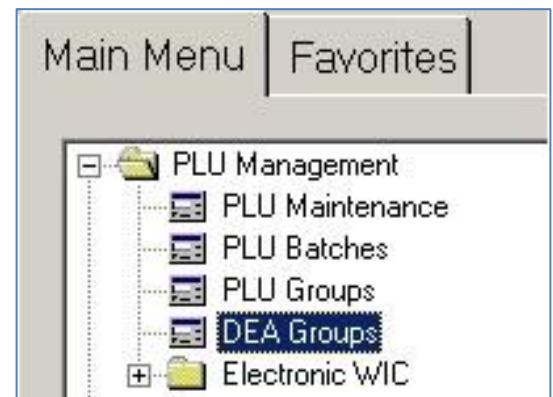 Main Menu Favorites
PLU Management
PLU Maintenance
PLU Batches
PLU Groups
DEA Groups
Electronic WIC